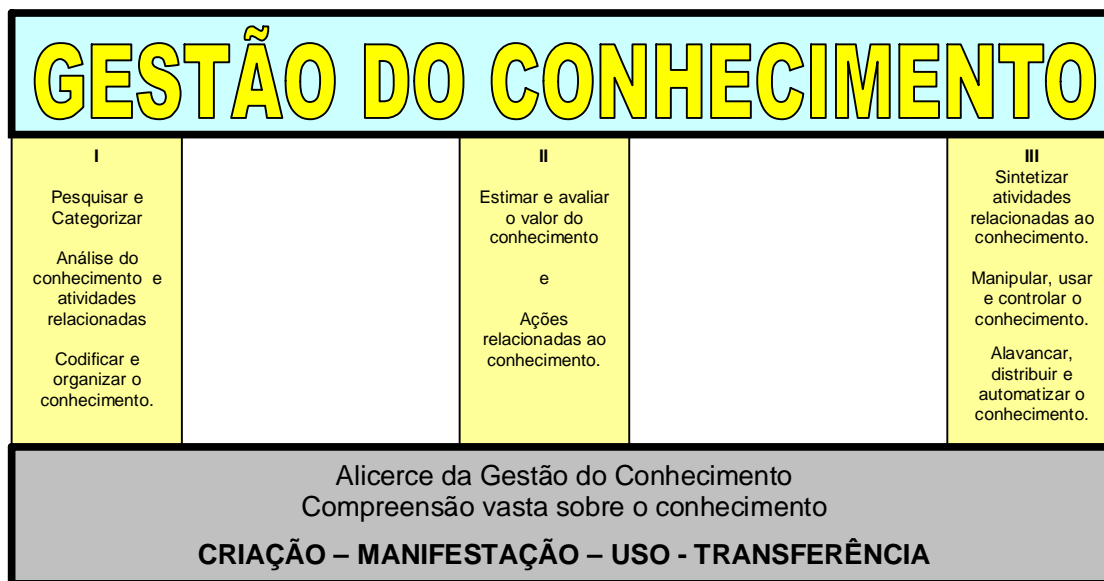 GESTÃO DO CONHECIMENTO
I
Pesquisar e
Categorizar
Análise do
conhecimento e
atividades
relacionadas
Codificar e
organizar o
conhecimento.
II
Estimar e avaliar
o valor do
conhecimento
e
Ações
relacionadas ao
conhecimento.
III
Sintetizar
atividades
relacionadas ao
conhecimento.
Manipular, usar
e controlar o
conhecimento.
Alavancar,
distribuir e
automatizar o
conhecimento.
Alicerce da Gestão do Conhecimento
Compreensão vasta sobre o conhecimento
CRIAÇÃO – MANIFESTAÇÃO – USO - TRANSFERÊNCIA